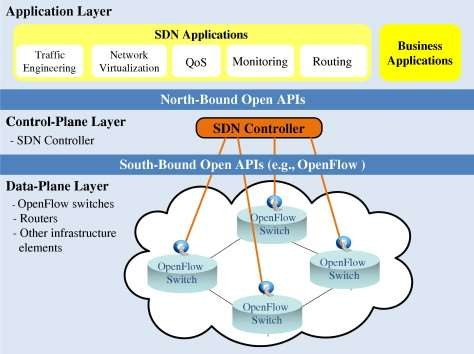 Application Layer
SDN Applications
Traffic
Engineering
Network
Virtualization
QoS
Monitoring
Routing
Business
Applications
North-Bound Open APIs
Control-Plane Layer
- SDN Controller
SDN Controller
South-Bound Open APIs (e.g., OpenFlow )
Data-Plane Layer
- OpenFlow switches
- Routers
- Other infrastructure
elements
OpenFlow
Switch
OpenFlow
Switch
OpenFlow
Switch
OpenFlow
Switch